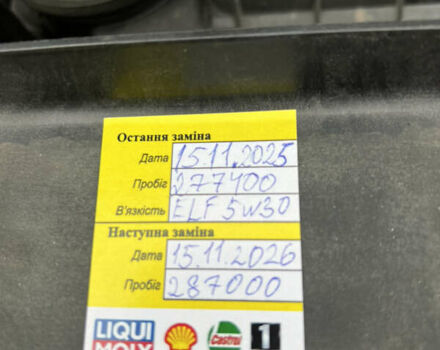 Остання заміна
Дата 15.11.2025
Пробіг 277400
В'язкість ELF 5w30
Наступна заміна
Дата 15.11.2026
Пробіг 287000
LIQUI MOLY Castrol 1